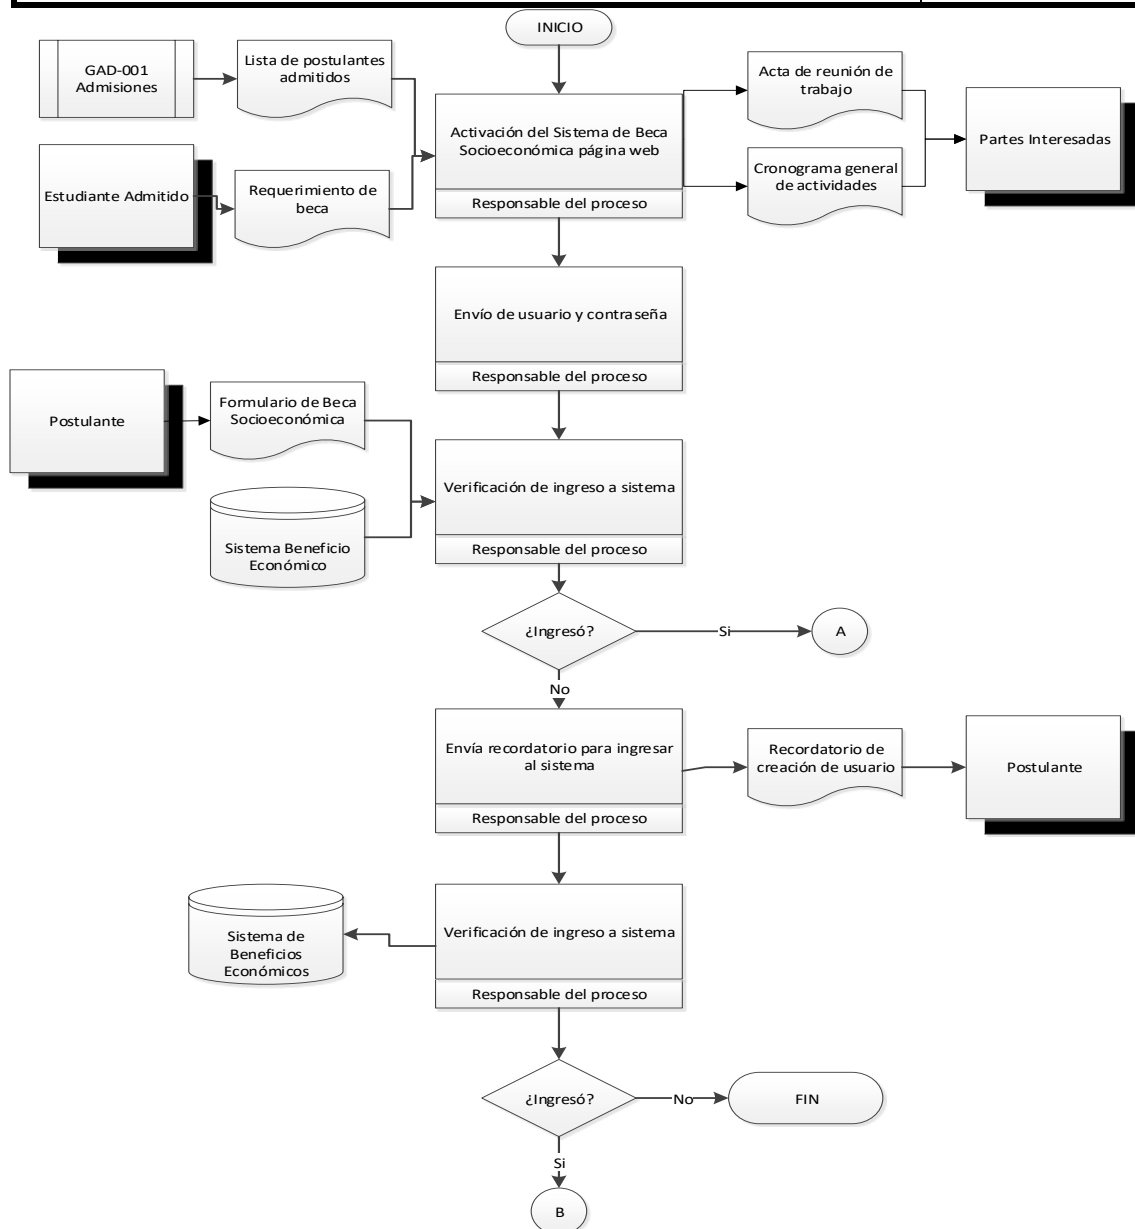 INICIO
GAD-001
Admisiones
Lista de postulantes
admitidos
Acta de reunión de
trabajo
Activación del Sistema de Beca
Socioeconómica página web
Partes Interesadas
Estudiante Admitido
Requerimiento de
beca
Cronograma general
de actividades
Responsable del proceso
Envío de usuario y contraseña
Responsable del proceso
Postulante
Formulario de Beca
Socioeconómica
Verificación de ingreso a sistema
Sistema Beneficio
Económico
Responsable del proceso
¿Ingresó?
Si
A
No
Envía recordatorio para ingresar
al sistema
Recordatorio de
creación de usuario
Postulante
Responsable del proceso
Verificación de ingreso a sistema
Sistema de
Beneficios
Económicos
Responsable del proceso
¿Ingresó?
No
FIN
Si
B